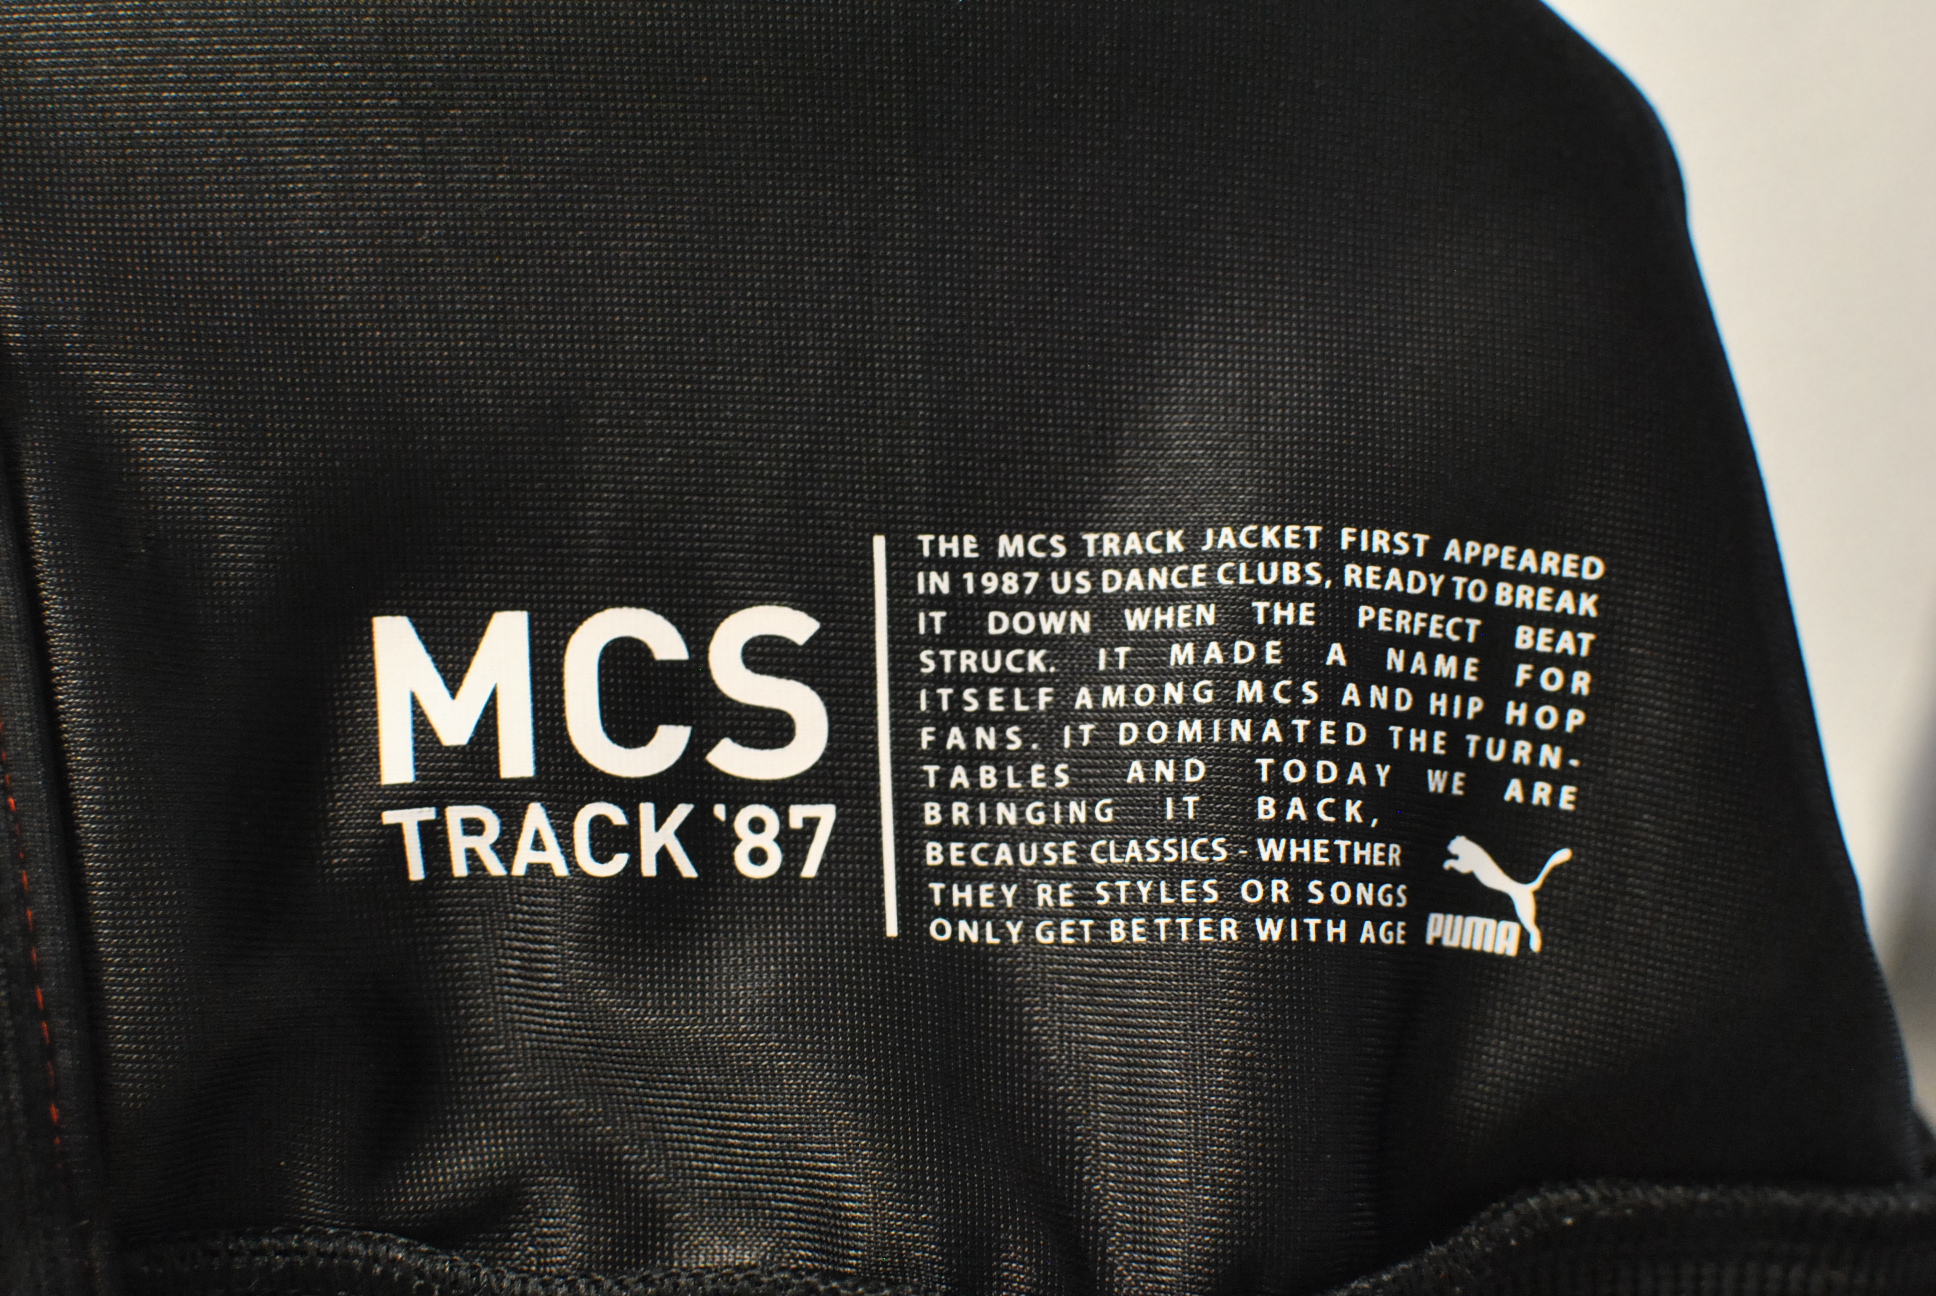 MCS
TRACK '87
THE MCS TRACK JACKET FIRST APPEARED
IN 1987 US DANCE CLUBS, READY TO BREAK
IT DOWN WHEN THE PERFECT BEAT
STRUCK. IT MADE A NAME FOR
ITSELF AMONG MCS AND HIP HOP
FANS. IT DOMINATED THE TURN-
TABLES AND TODAY WE ARE
BRINGING IT BACK,
BECAUSE CLASSICS - WHETHER
THEY RE STYLES OR SONGS
ONLY GET BETTER WITH AGE
PUMA